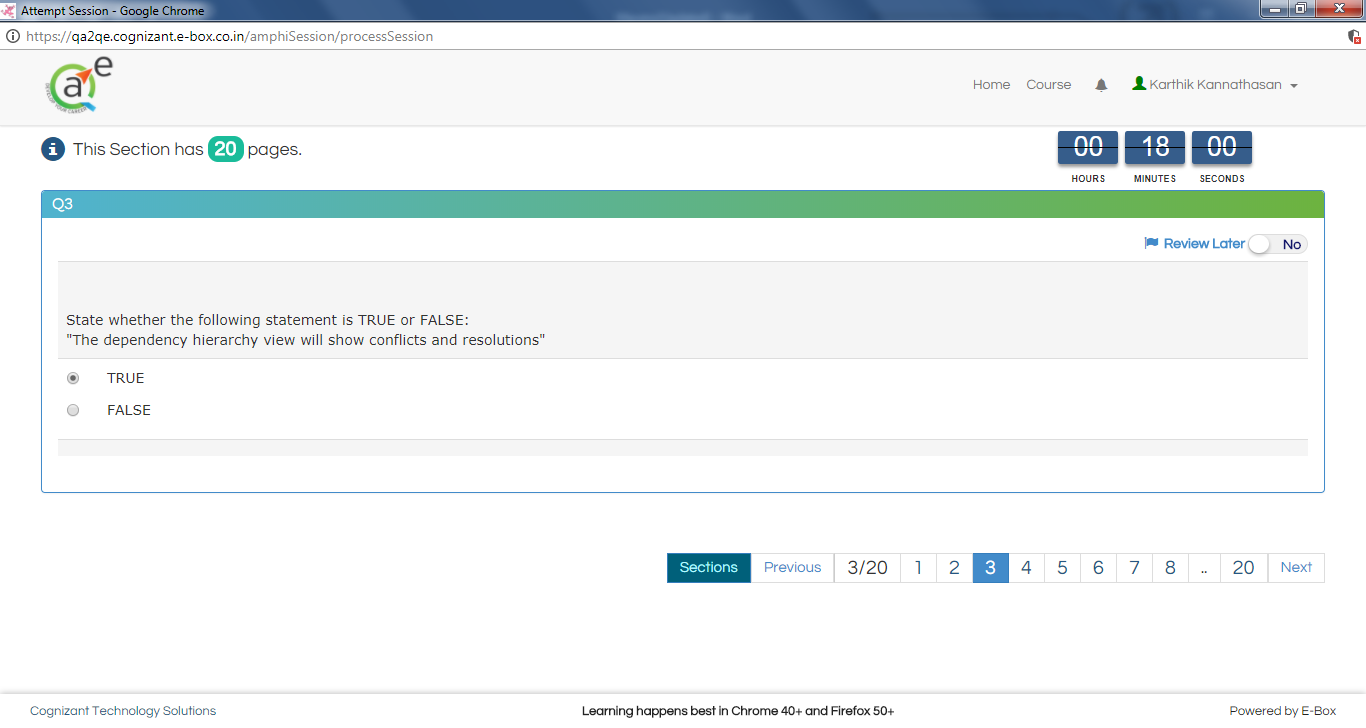 Attempt Session - Google Chrome
https://qa2qe.cognizant.e-box.co.in/amphiSession/processSession
a e
Home Course Karthik Kannathasan
This Section has 20 pages.
00 18 00
HOURS MINUTES SECONDS
Q3
Review Later No
State whether the following statement is TRUE or FALSE:
"The dependency hierarchy view will show conflicts and resolutions"
TRUE
FALSE
Sections Previous 3/20 1 2 3 4 5 6 7 8 .. 20 Next
Cognizant Technology Solutions Learning happens best in Chrome 40+ and Firefox 50+ Powered by E-Box